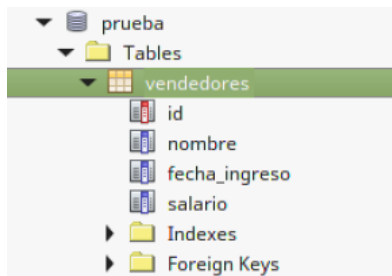 prueba
Tables
vendedores
id
nombre
fecha_ingreso
salario
Indexes
Foreign Keys